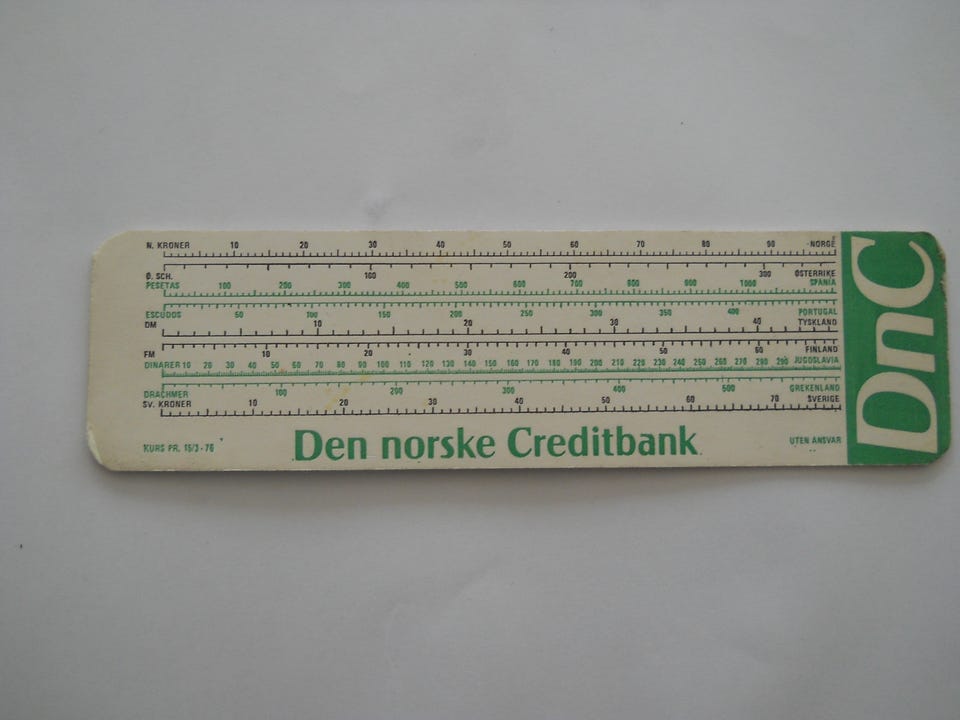 N. KRONER 10 20 30 40 50 60 70 80 90 NORGE
Ö. SCH. 100 200 300 ØSTERRIKE
PESETAS 100 200 300 400 500 600 700 800 900 1000 SPANIA
ESCUDOS 50 100 150 200 250 300 350 400 PORTUGAL
DM 10 20 30 40 TYSKLAND
FM 10 20 30 40 50 60 FINLAND
DINARER 10 20 30 40 50 60 70 80 90 100 110 120 130 140 150 160 170 180 190 200 210 220 230 240 250 260 270 280 290 JUGOSLAVIA
DRACHMER 100 200 300 400 500 GREKENLAND
SV. KRONER 10 20 30 40 50 60 70 SVERIGE
KURS PR. 15/3-76 Den norske Creditbank UTEN ANSVAR
DnC